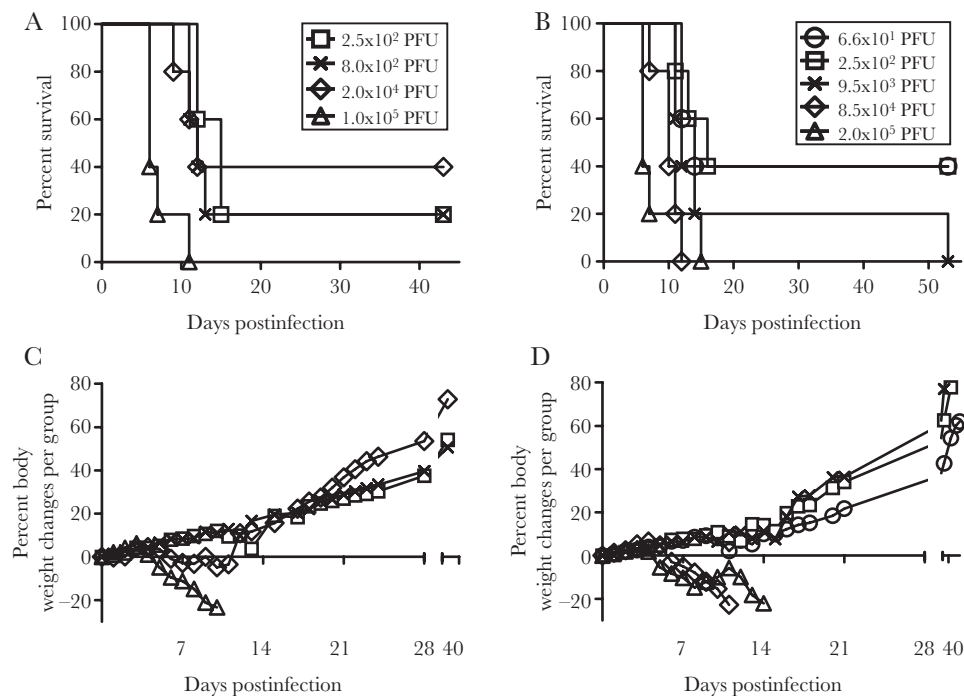 A
100
80
60
40
20
0
Percent survival
2.5x10² PFU
8.0x10² PFU
2.0x10⁴ PFU
1.0x10⁵ PFU
0 10 20 30 40
Days postinfection
B
100
80
60
40
20
0
Percent survival
6.6x10¹ PFU
2.5x10² PFU
9.5x10³ PFU
8.5x10⁴ PFU
2.0x10⁵ PFU
0 10 20 30 40 50
Days postinfection
C
80
60
40
20
0
–20
Percent body
weight changes per group
7 14 21 28 40
Days postinfection
D
80
60
40
20
0
–20
Percent body
weight changes per group
7 14 21 28 40
Days postinfection